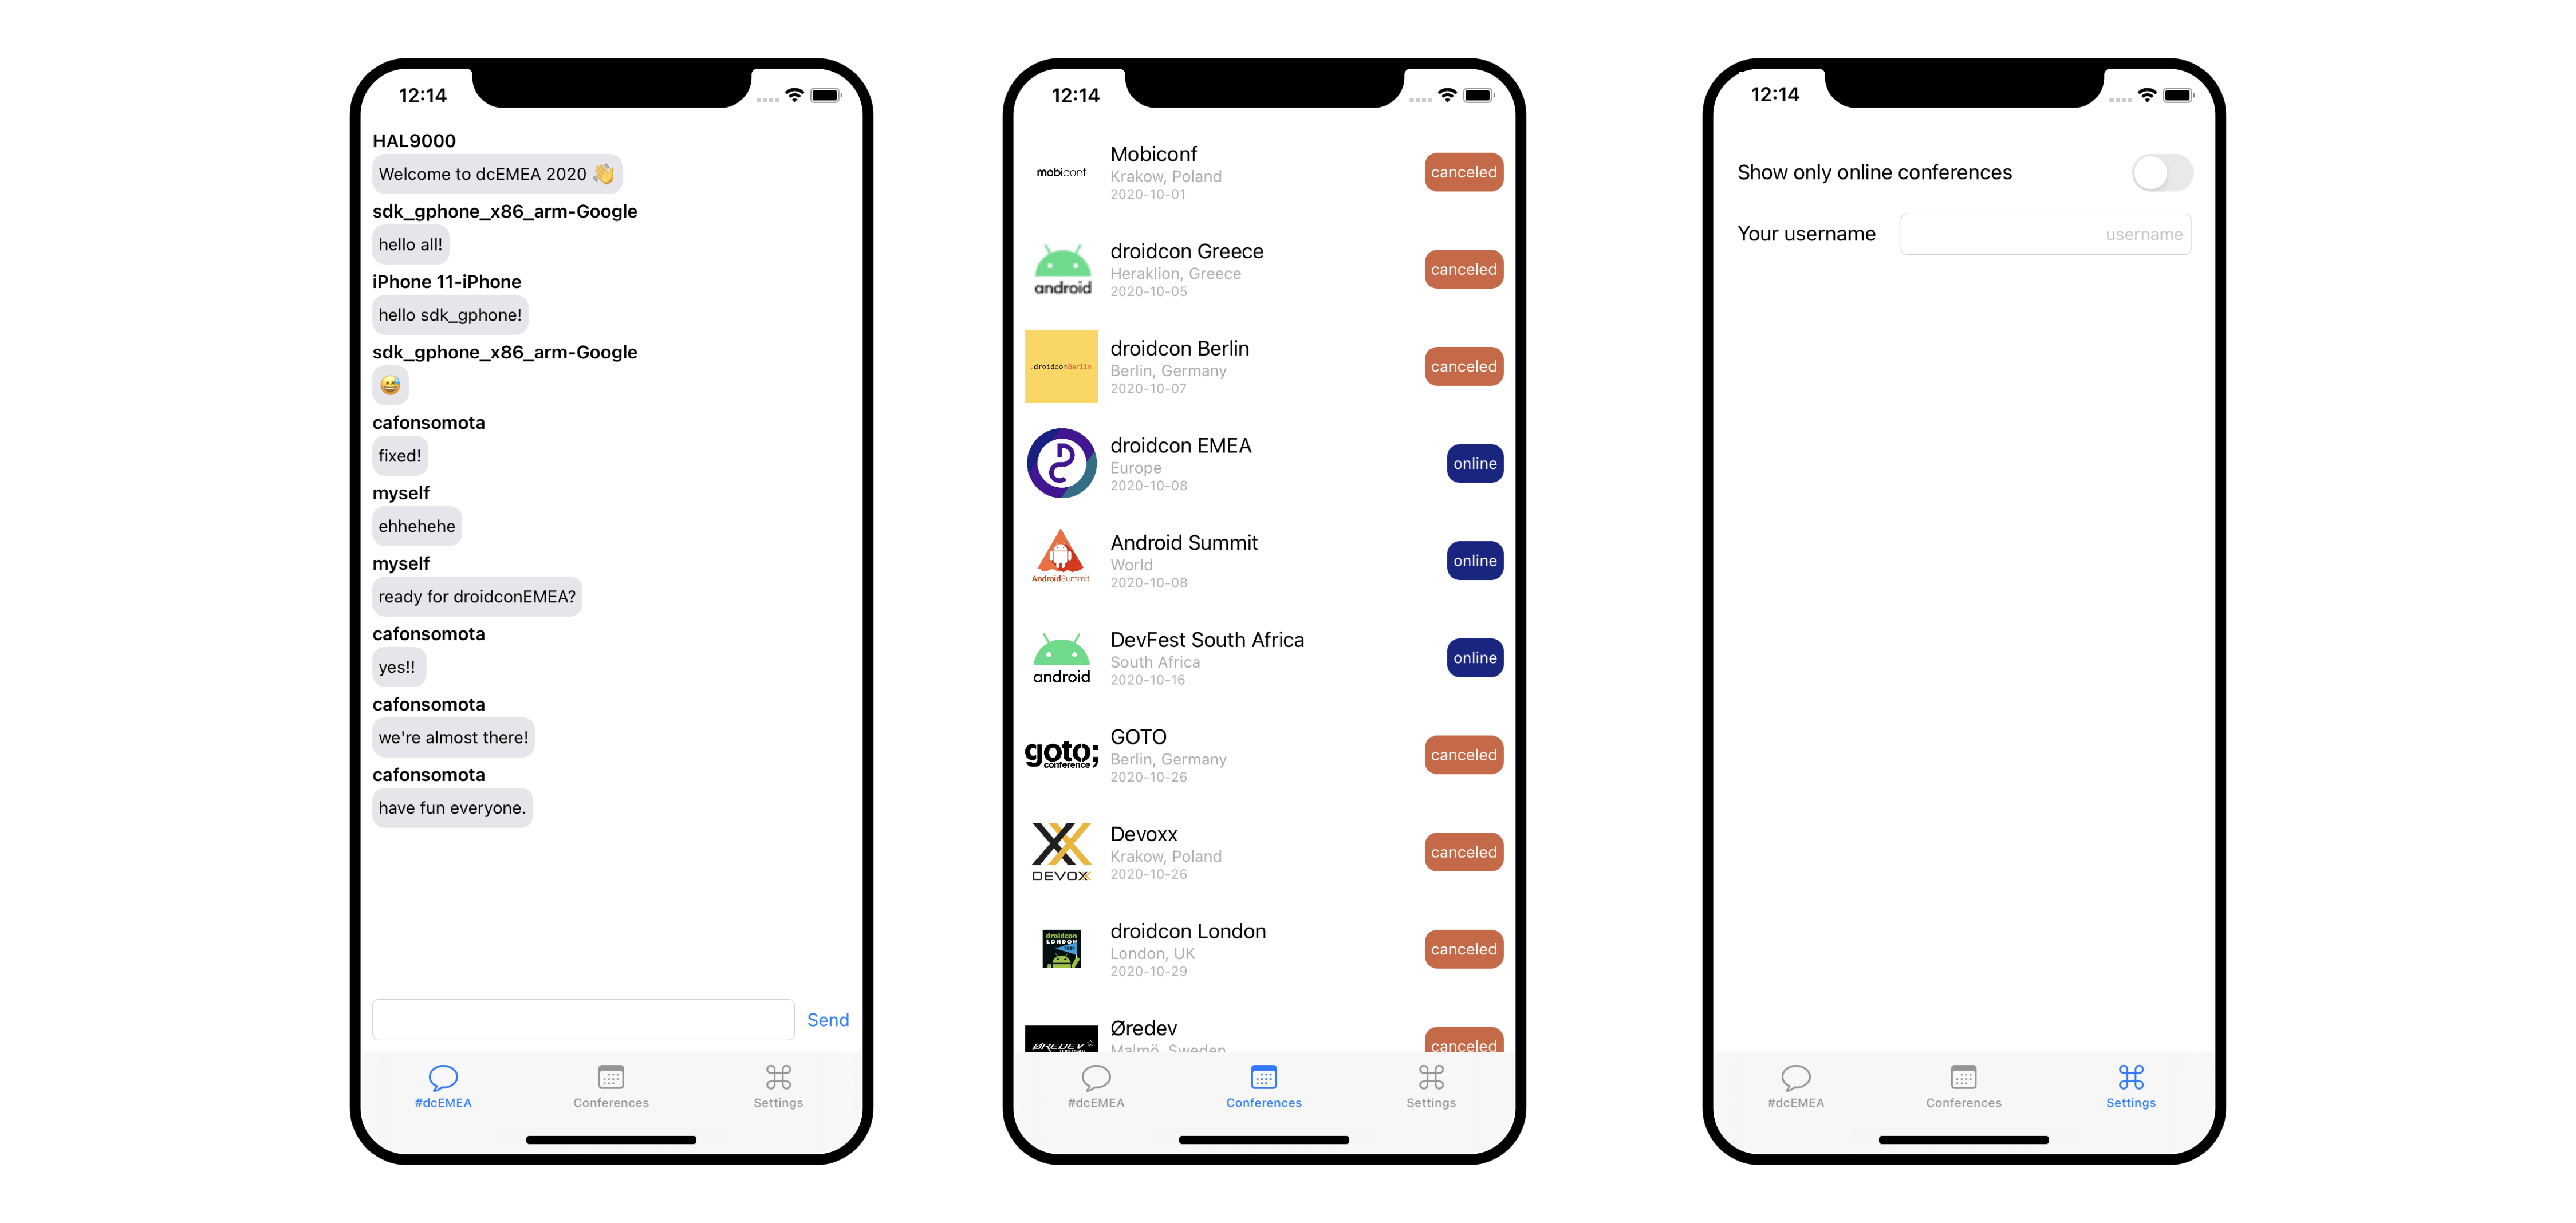 12:14
HAL9000
Welcome to dcEMEA 2020 👋
sdk_gphone_x86_arm-Google
hello all!
iPhone 11-iPhone
hello sdk_gphone!
sdk_gphone_x86_arm-Google
😅
cafonsomota
fixed!
myself
ehhehehe
myself
ready for droidconEMEA?
cafonsomota
yes!!
cafonsomota
we're almost there!
cafonsomota
have fun everyone.
Send
#dcEMEA Conferences Settings
12:14
mobiconf
Mobiconf
Krakow, Poland
2020-10-01
canceled
android
droidcon Greece
Heraklion, Greece
2020-10-05
canceled
.droidconBerlin
droidcon Berlin
Berlin, Germany
2020-10-07
canceled
droidcon EMEA
Europe
2020-10-08
online
AndroidSummit
Android Summit
World
2020-10-08
online
android
DevFest South Africa
South Africa
2020-10-16
online
goto;
conference
GOTO
Berlin, Germany
2020-10-26
canceled
DEVOXX
Devoxx
Krakow, Poland
2020-10-26
canceled
droidcon
LONDON
droidcon London
London, UK
2020-10-29
canceled
ØREDEV
Øredev
Malmö, Sweden
canceled
#dcEMEA Conferences Settings
12:14
Show only online conferences
Your username username
#dcEMEA Conferences Settings